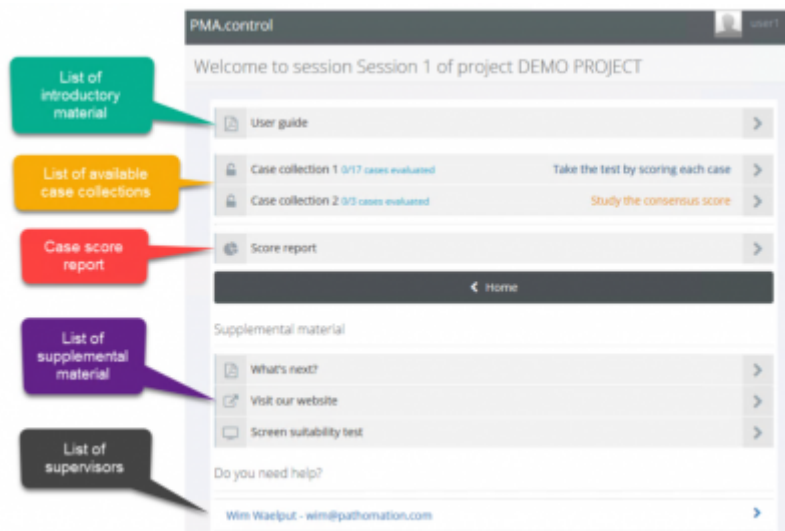 PMA.control
user1
Welcome to session Session 1 of project DEMO PROJECT
List of
introductory
material
User guide
List of available
case collections
Case collection 1 0/17 cases evaluated
Take the test by scoring each case
Case collection 2 0/3 cases evaluated
Study the consensus score
Case score
report
Score report
Home
Supplemental material
List of
supplemental
material
What's next?
Visit our website
Screen suitability test
List of
supervisors
Do you need help?
Wim Waelput - wim@pathomation.com